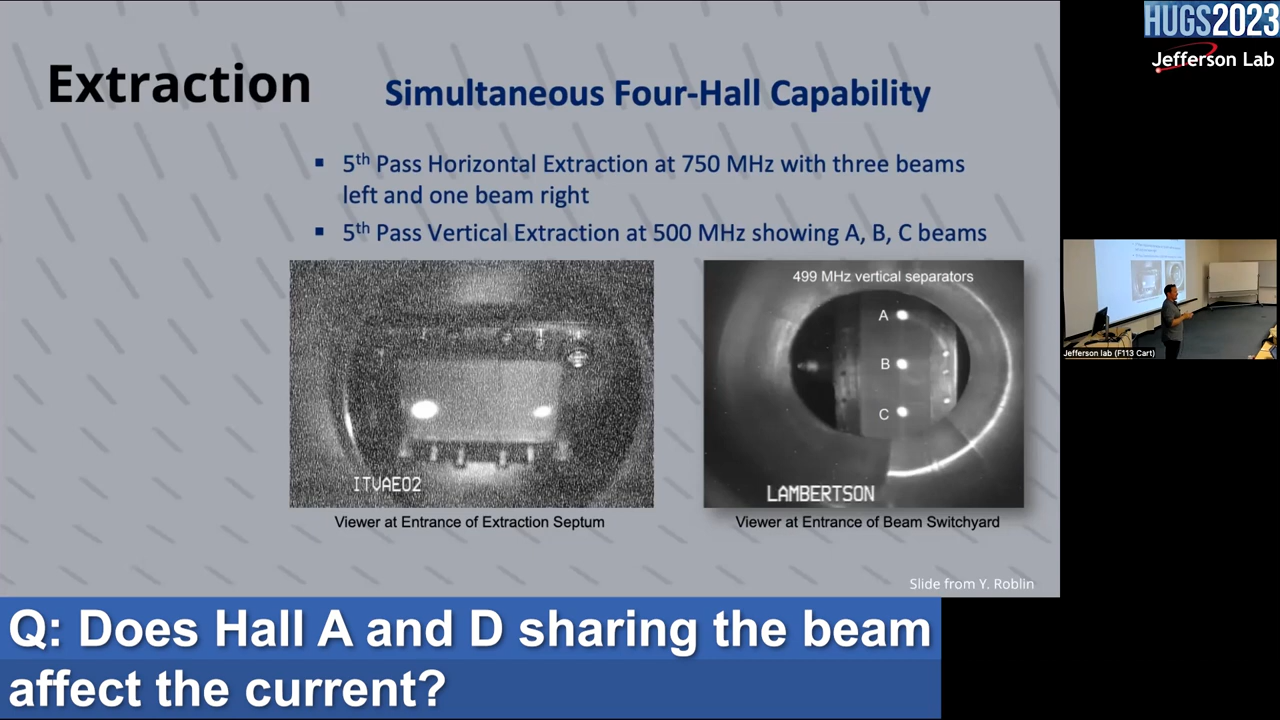 HUGS2023
Jefferson Lab
Extraction
Simultaneous Four-Hall Capability
▪ 5th Pass Horizontal Extraction at 750 MHz with three beams
left and one beam right
▪ 5th Pass Vertical Extraction at 500 MHz showing A, B, C beams
499 MHz vertical separators
A
B
C
ITVAE02
LAMBERTSON
Viewer at Entrance of Extraction Septum
Viewer at Entrance of Beam Switchyard
Slide from Y. Roblin
Jefferson lab (F113 Cart)
Q: Does Hall A and D sharing the beam
affect the current?